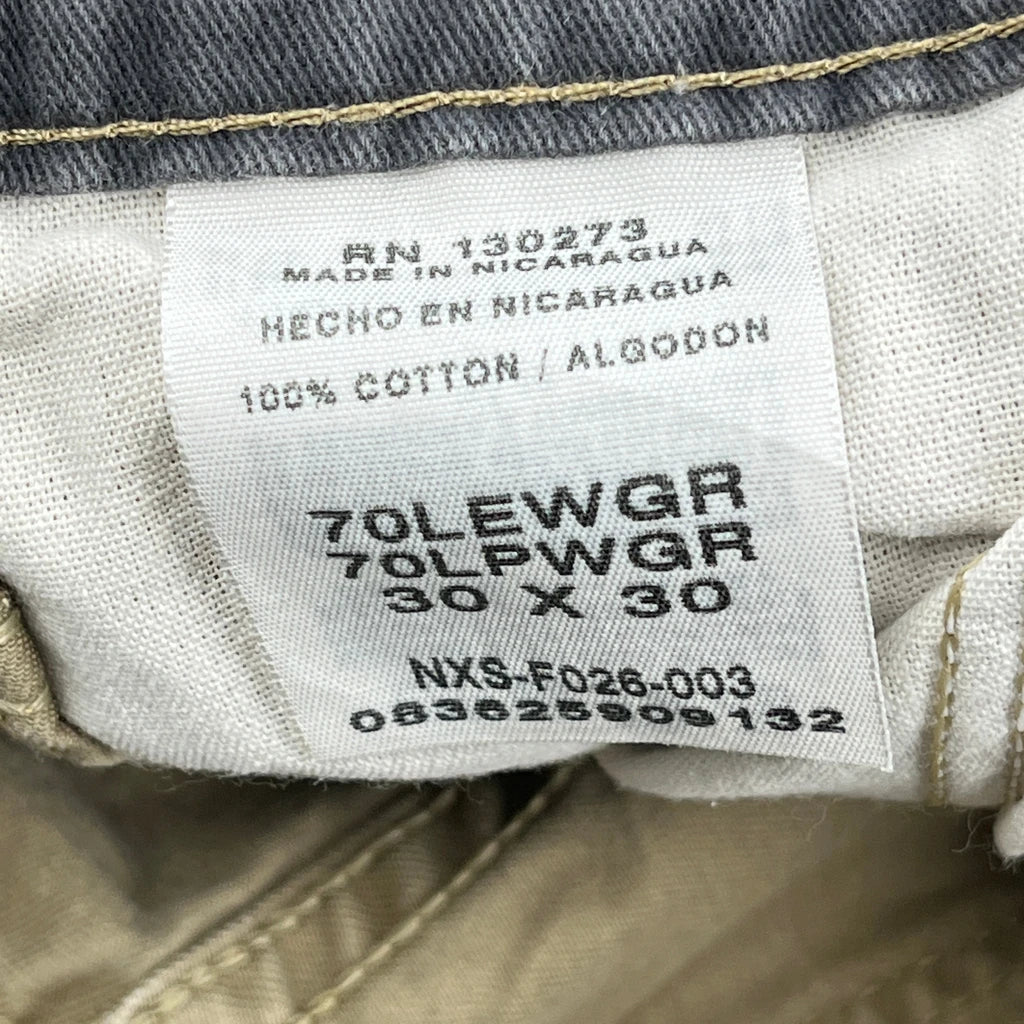 RN 130273
MADE IN NICARAGUA
HECHO EN NICARAGUA
100% COTTON / ALGODON
70LEWGR
70LPWGR
30 X 30
NXS-F026-003
083625909132